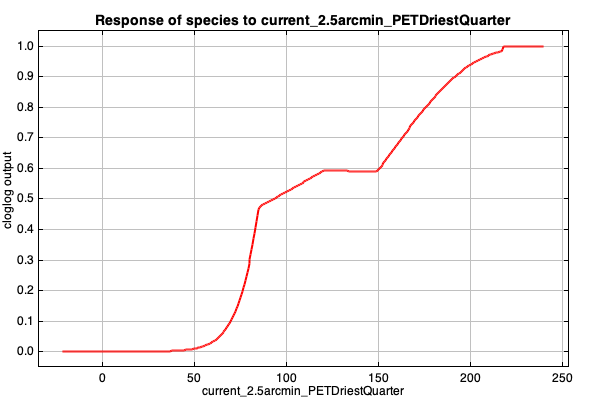 Response of species to current_2.5arcmin_PETDriestQuarter
1.0
0.9
0.8
0.7
0.6
0.5
0.4
0.3
0.2
0.1
0.0
cloglog output
0 50 100 150 200 250
current_2.5arcmin_PETDriestQuarter